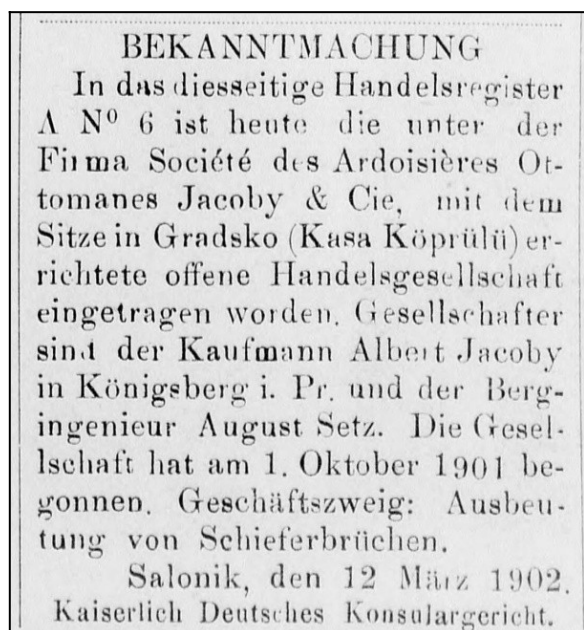 BEKANNTMACHUNG
In das diesseitige Handelsregister
A Nº 6 ist heute die unter der
Firma Société des Ardoisières Ot-
tomanes Jacoby & Cie, mit dem
Sitze in Gradsko (Kasa Köprülü) er-
richtete offene Handelsgesellschaft
eingetragen worden. Gesellschafter
sind der Kaufmann Albert Jacoby
in Königsberg i. Pr. und der Berg-
ingenieur August Setz. Die Gesel-
lschaft hat am 1. Oktober 1901 be-
gonnen. Geschäftszweig: Ausbeu-
tung von Schieferbrüchen.
Salonik, den 12 März 1902.
Kaiserlich Deutsches Konsulargericht.